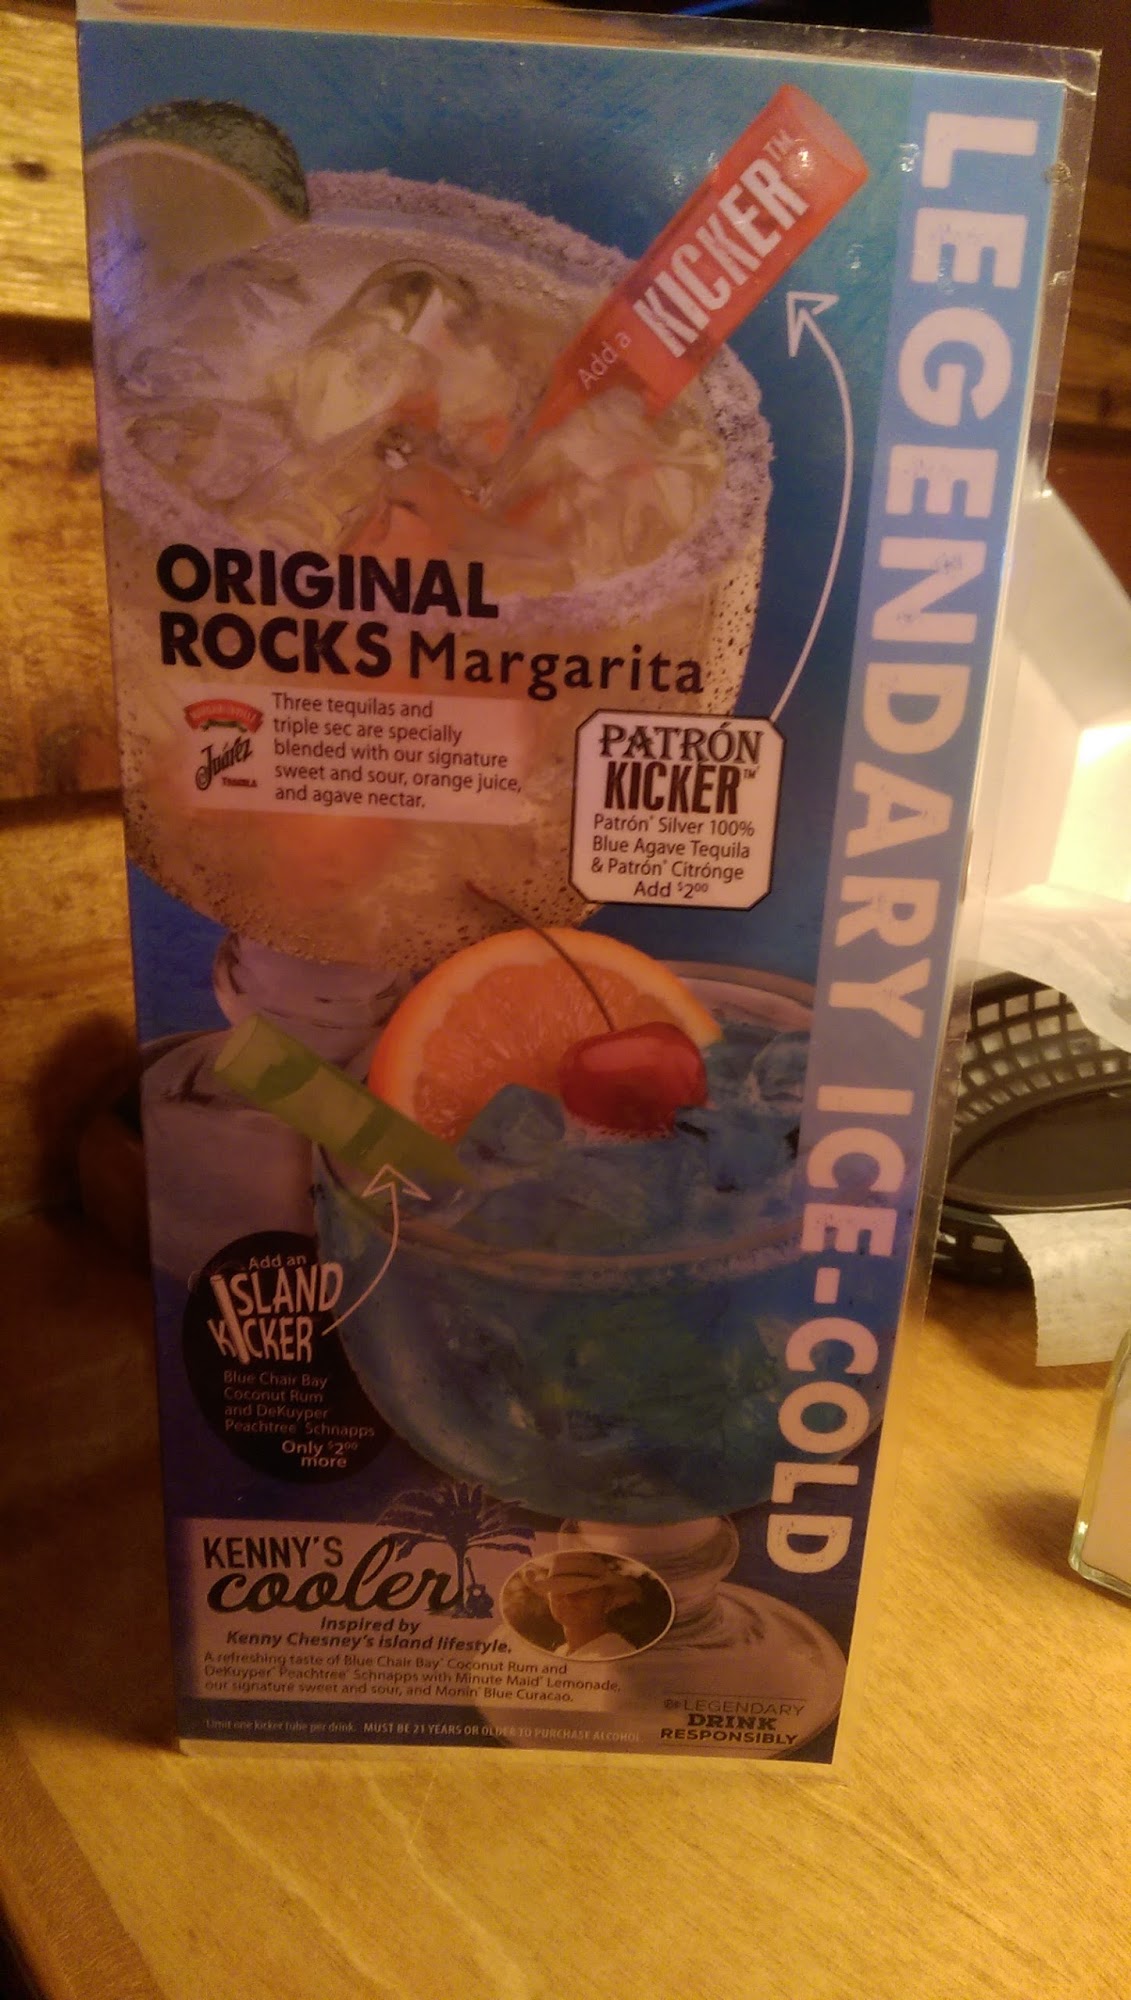 LEGENDARY ICE-COLD
Add a KICKER™
ORIGINAL
ROCKS Margarita
Juárez
TEQUILA
Three tequilas and
triple sec are specially
blended with our signature
sweet and sour, orange juice,
and agave nectar.
PATRÓN
KICKER™
Patrón® Silver 100%
Blue Agave Tequila
& Patrón® Citrónge
Add $2⁰⁰
Add an
ISLAND
KICKER
Blue Chair Bay®
Coconut Rum
and DeKuyper®
Peachtree® Schnapps
Only $2⁰⁰
more
KENNY'S
cooler
Inspired by
Kenny Chesney's island lifestyle.
A refreshing taste of Blue Chair Bay® Coconut Rum and
DeKuyper® Peachtree® Schnapps with Minute Maid® Lemonade,
our signature sweet and sour, and Monin® Blue Curacao.
*Limit one kicker tube per drink. MUST BE 21 YEARS OR OLDER TO PURCHASE ALCOHOL.
Be LEGENDARY
DRINK
RESPONSIBLY